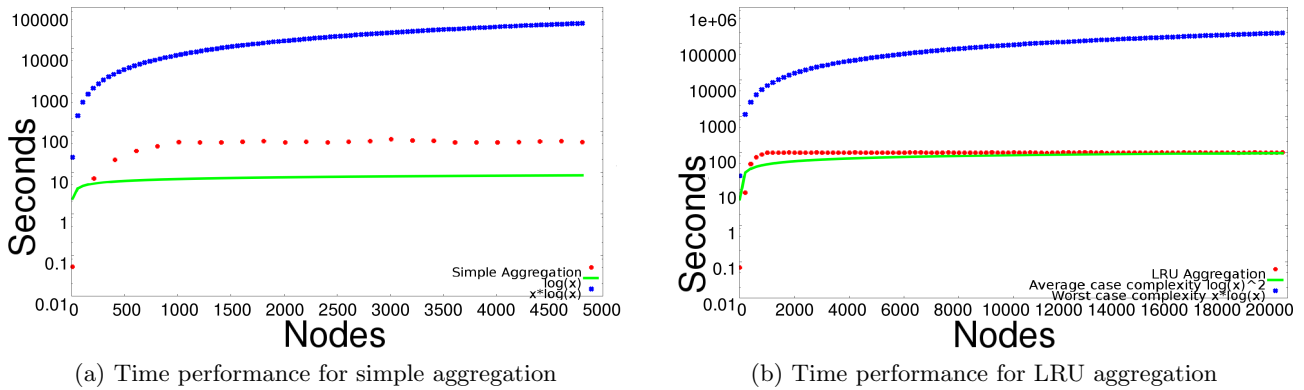 100000
10000
1000
100
10
1
0.1
0.01
Seconds
Simple Aggregation
log(x)
x*log(x)
0 500 1000 1500 2000 2500 3000 3500 4000 4500 5000
Nodes
(a) Time performance for simple aggregation
1e+06
100000
10000
1000
100
10
1
0.1
0.01
Seconds
LRU Aggregation
Average case complexity log(x)^2
Worst case complexity x*log(x)
0 2000 4000 6000 8000 10000 12000 14000 16000 18000 20000
Nodes
(b) Time performance for LRU aggregation